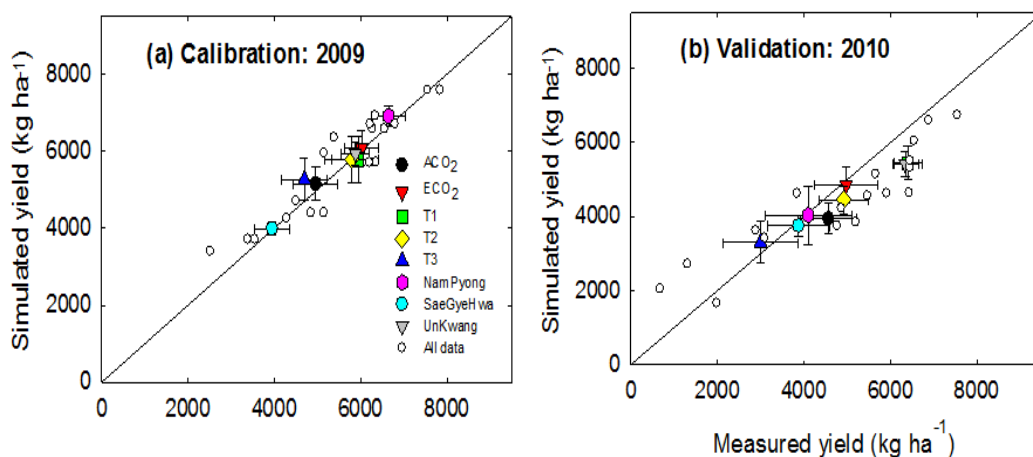 (a) Calibration: 2009
Simulated yield (kg ha-1)
8000
6000
4000
2000
0
0 2000 4000 6000 8000
ACO2
ECO2
T1
T2
T3
NamPyong
SaeGyeHwa
UnKwang
All data
(b) Validation: 2010
Simulated yield (kg ha-1)
8000
6000
4000
2000
0
0 2000 4000 6000 8000
Measured yield (kg ha-1)